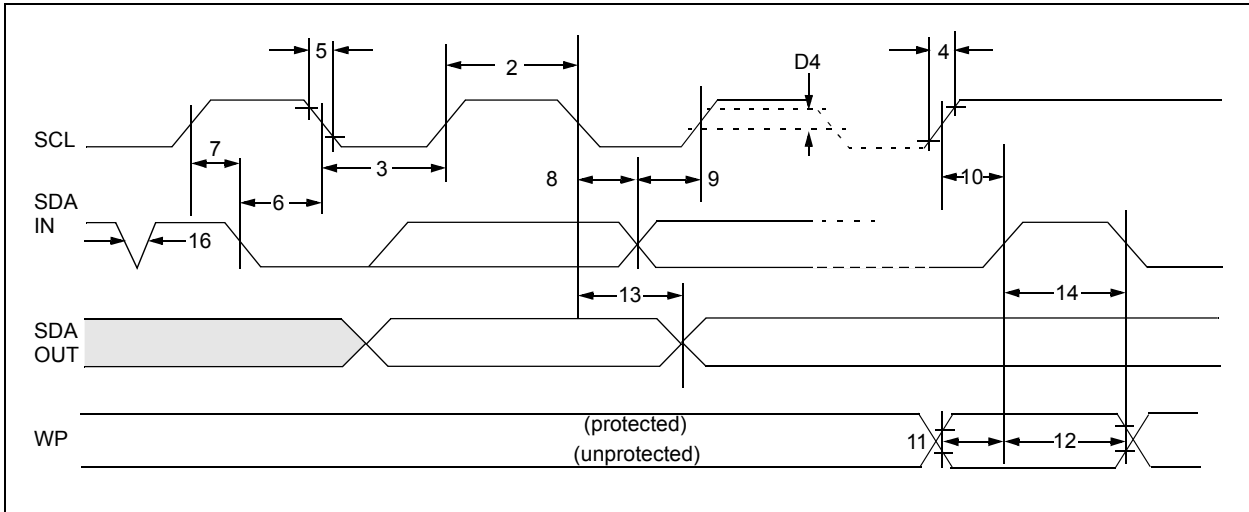 5
2
D4
4
SCL
7
3
8
9
10
6
SDA
IN
16
13
14
SDA
OUT
(protected)
WP
11
12
(unprotected)